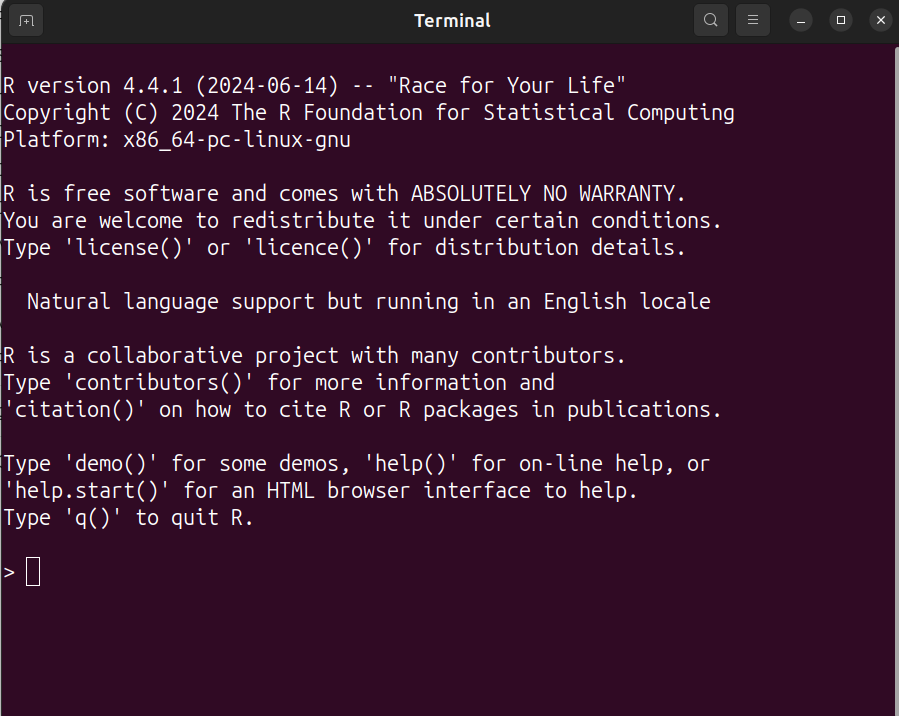 Terminal
R version 4.4.1 (2024-06-14) -- "Race for Your Life"
Copyright (C) 2024 The R Foundation for Statistical Computing
Platform: x86_64-pc-linux-gnu
R is free software and comes with ABSOLUTELY NO WARRANTY.
You are welcome to redistribute it under certain conditions.
Type 'license()' or 'licence()' for distribution details.
Natural language support but running in an English locale
R is a collaborative project with many contributors.
Type 'contributors()' for more information and
'citation()' on how to cite R or R packages in publications.
Type 'demo()' for some demos, 'help()' for on-line help, or
'help.start()' for an HTML browser interface to help.
Type 'q()' to quit R.
>